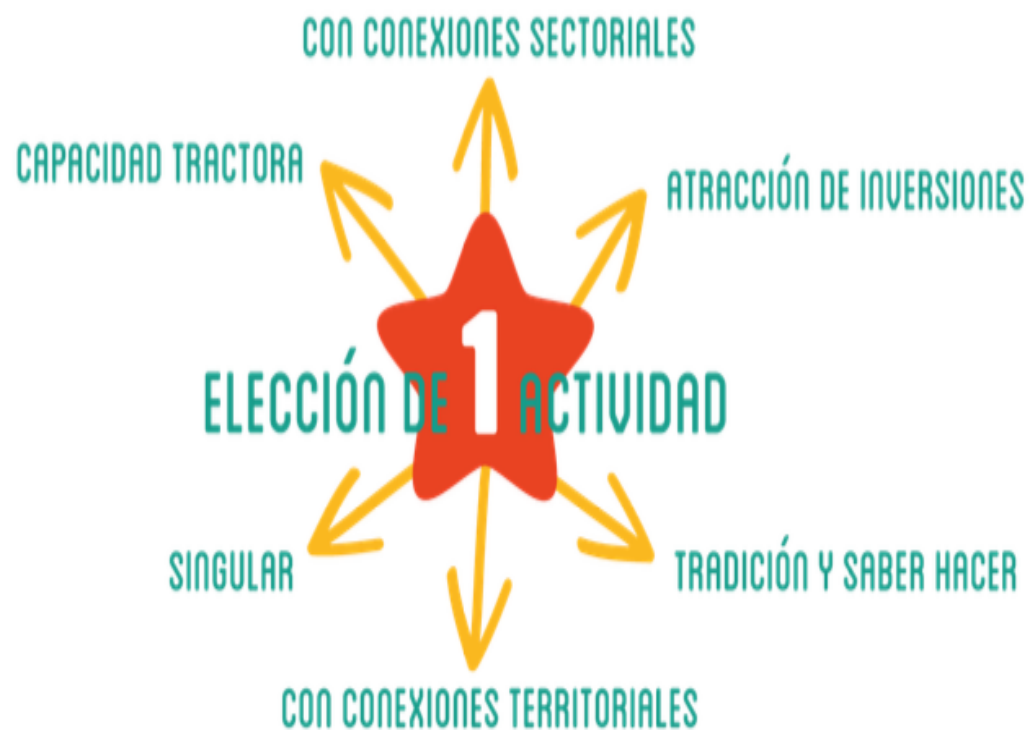 CON CONEXIONES SECTORIALES
CAPACIDAD TRACTORA
ATRACCIÓN DE INVERSIONES
ELECCIÓN DE 1 ACTIVIDAD
SINGULAR
TRADICIÓN Y SABER HACER
CON CONEXIONES TERRITORIALES